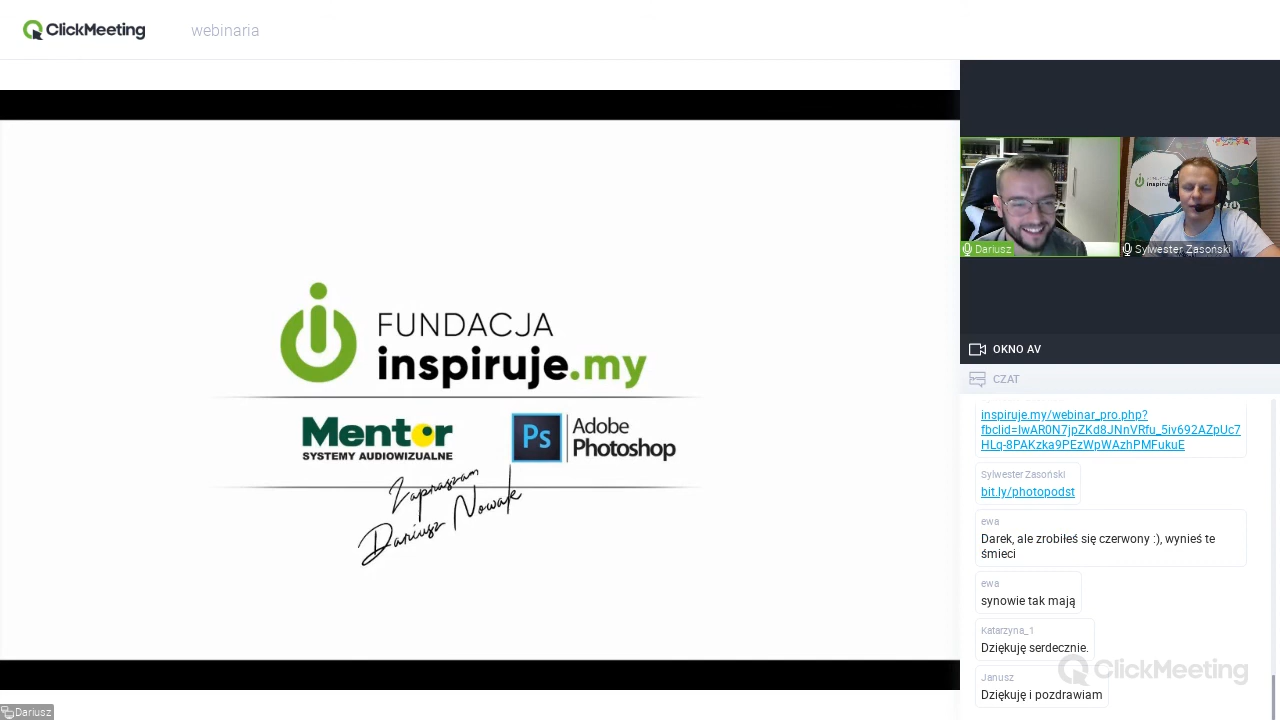 ClickMeeting
webinaria
FUNDACJA
inspiruje.my
Mentor
SYSTEMY AUDIOWIZUALNE
Ps
Adobe
Photoshop
Zapraszam
Dariusz Nowak
Dariusz
inspiruje
Dariusz
Sylwester Zasoński
OKNO AV
CZAT
inspiruje.my/webinar_pro.php?
fbclid=IwAR0N7jpZKd8JNnVRfu_5iv692AZpUc7
HLq-8PAKzka9PEzWpWAzhPMFukuE
Sylwester Zasoński
bit.ly/photopodst
ewa
Darek, ale zrobiłeś się czerwony :), wynieś te
śmieci
ewa
synowie tak mają
Katarzyna_1
Dziękuję serdecznie.
Janusz
Dziękuję i pozdrawiam
ClickMeeting